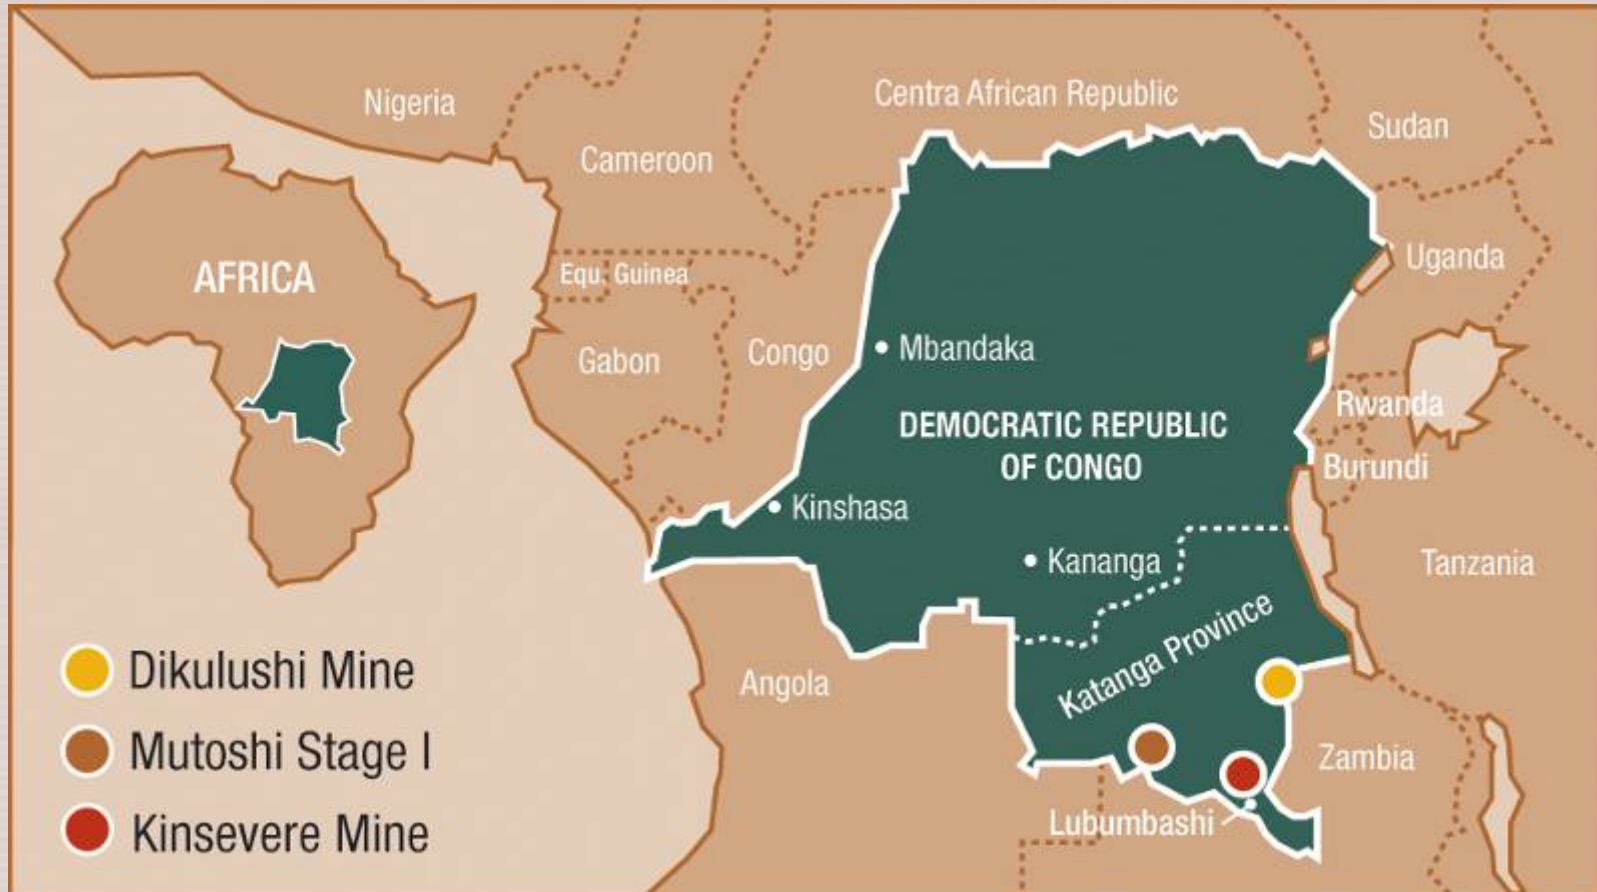 Nigeria
Cameroon
Centra African Republic
Sudan
AFRICA
Equ. Guinea
Uganda
Gabon
Congo
Mbandaka
Rwanda
DEMOCRATIC REPUBLIC
OF CONGO
Burundi
Kinshasa
Kananga
Tanzania
Katanga Province
Dikulushi Mine
Angola
Mutoshi Stage I
Zambia
Kinsevere Mine
Lubumbashi